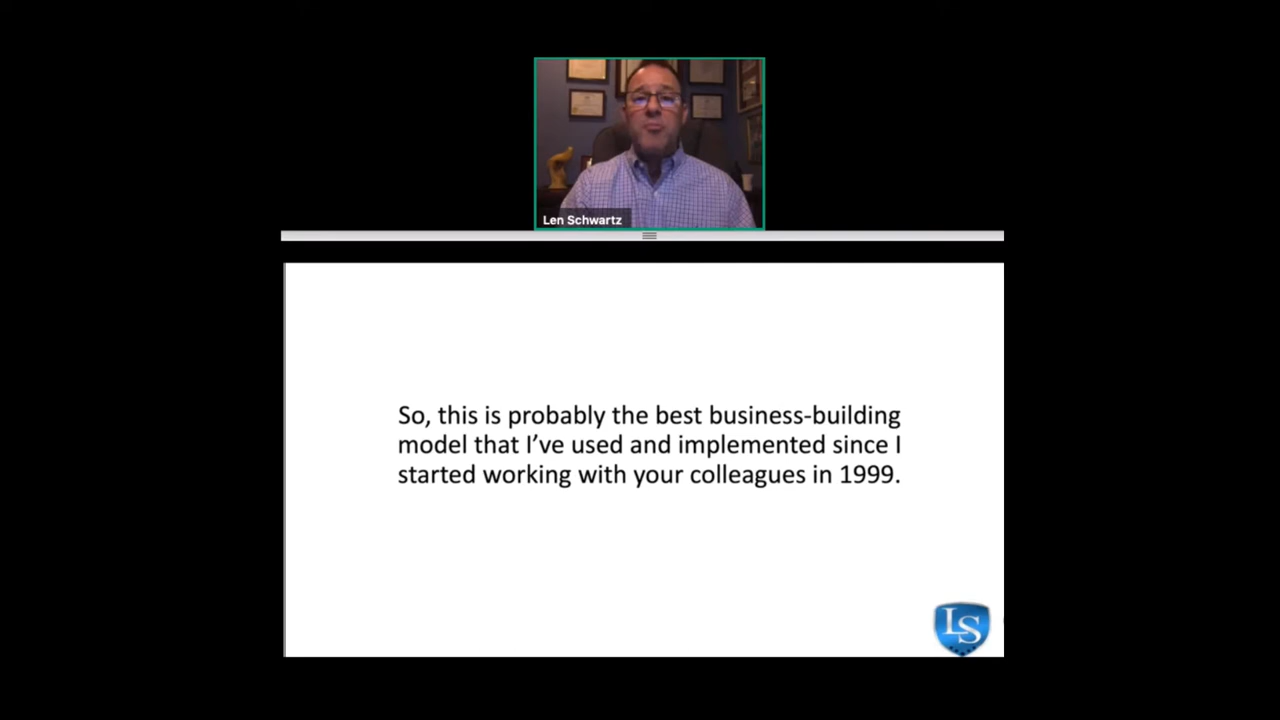 Len Schwartz
So, this is probably the best business-building
model that I’ve used and implemented since I
started working with your colleagues in 1999.
LS